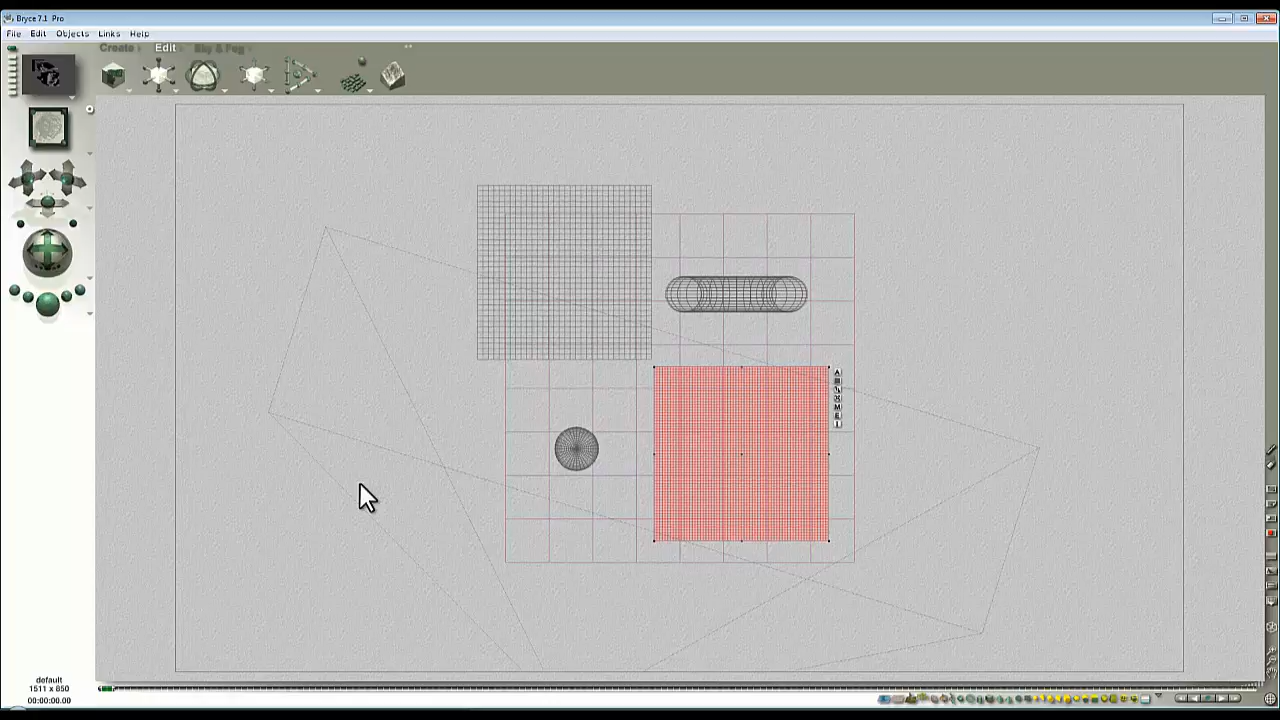 Bryce 7.1 Pro
File Edit Objects Links Help
Create Edit Sky & Fog
A
M
E
I
default
1511 x 850
00:00:00.00